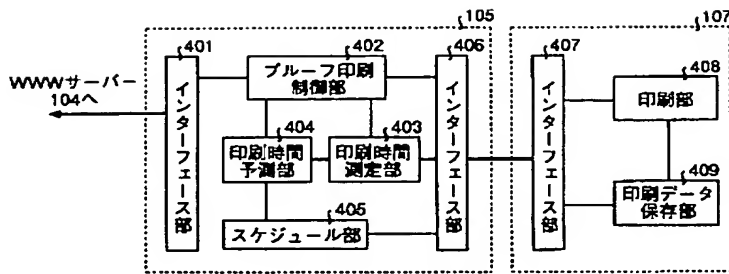 105
107
401
402
406
407
408
WWWサーバー
104へ
インターフェース部
プルーフ印刷
制御部
インターフェース部
インターフェース部
印刷部
404
403
印刷時間
予測部
印刷時間
測定部
409
印刷データ
保存部
405
スケジュール部